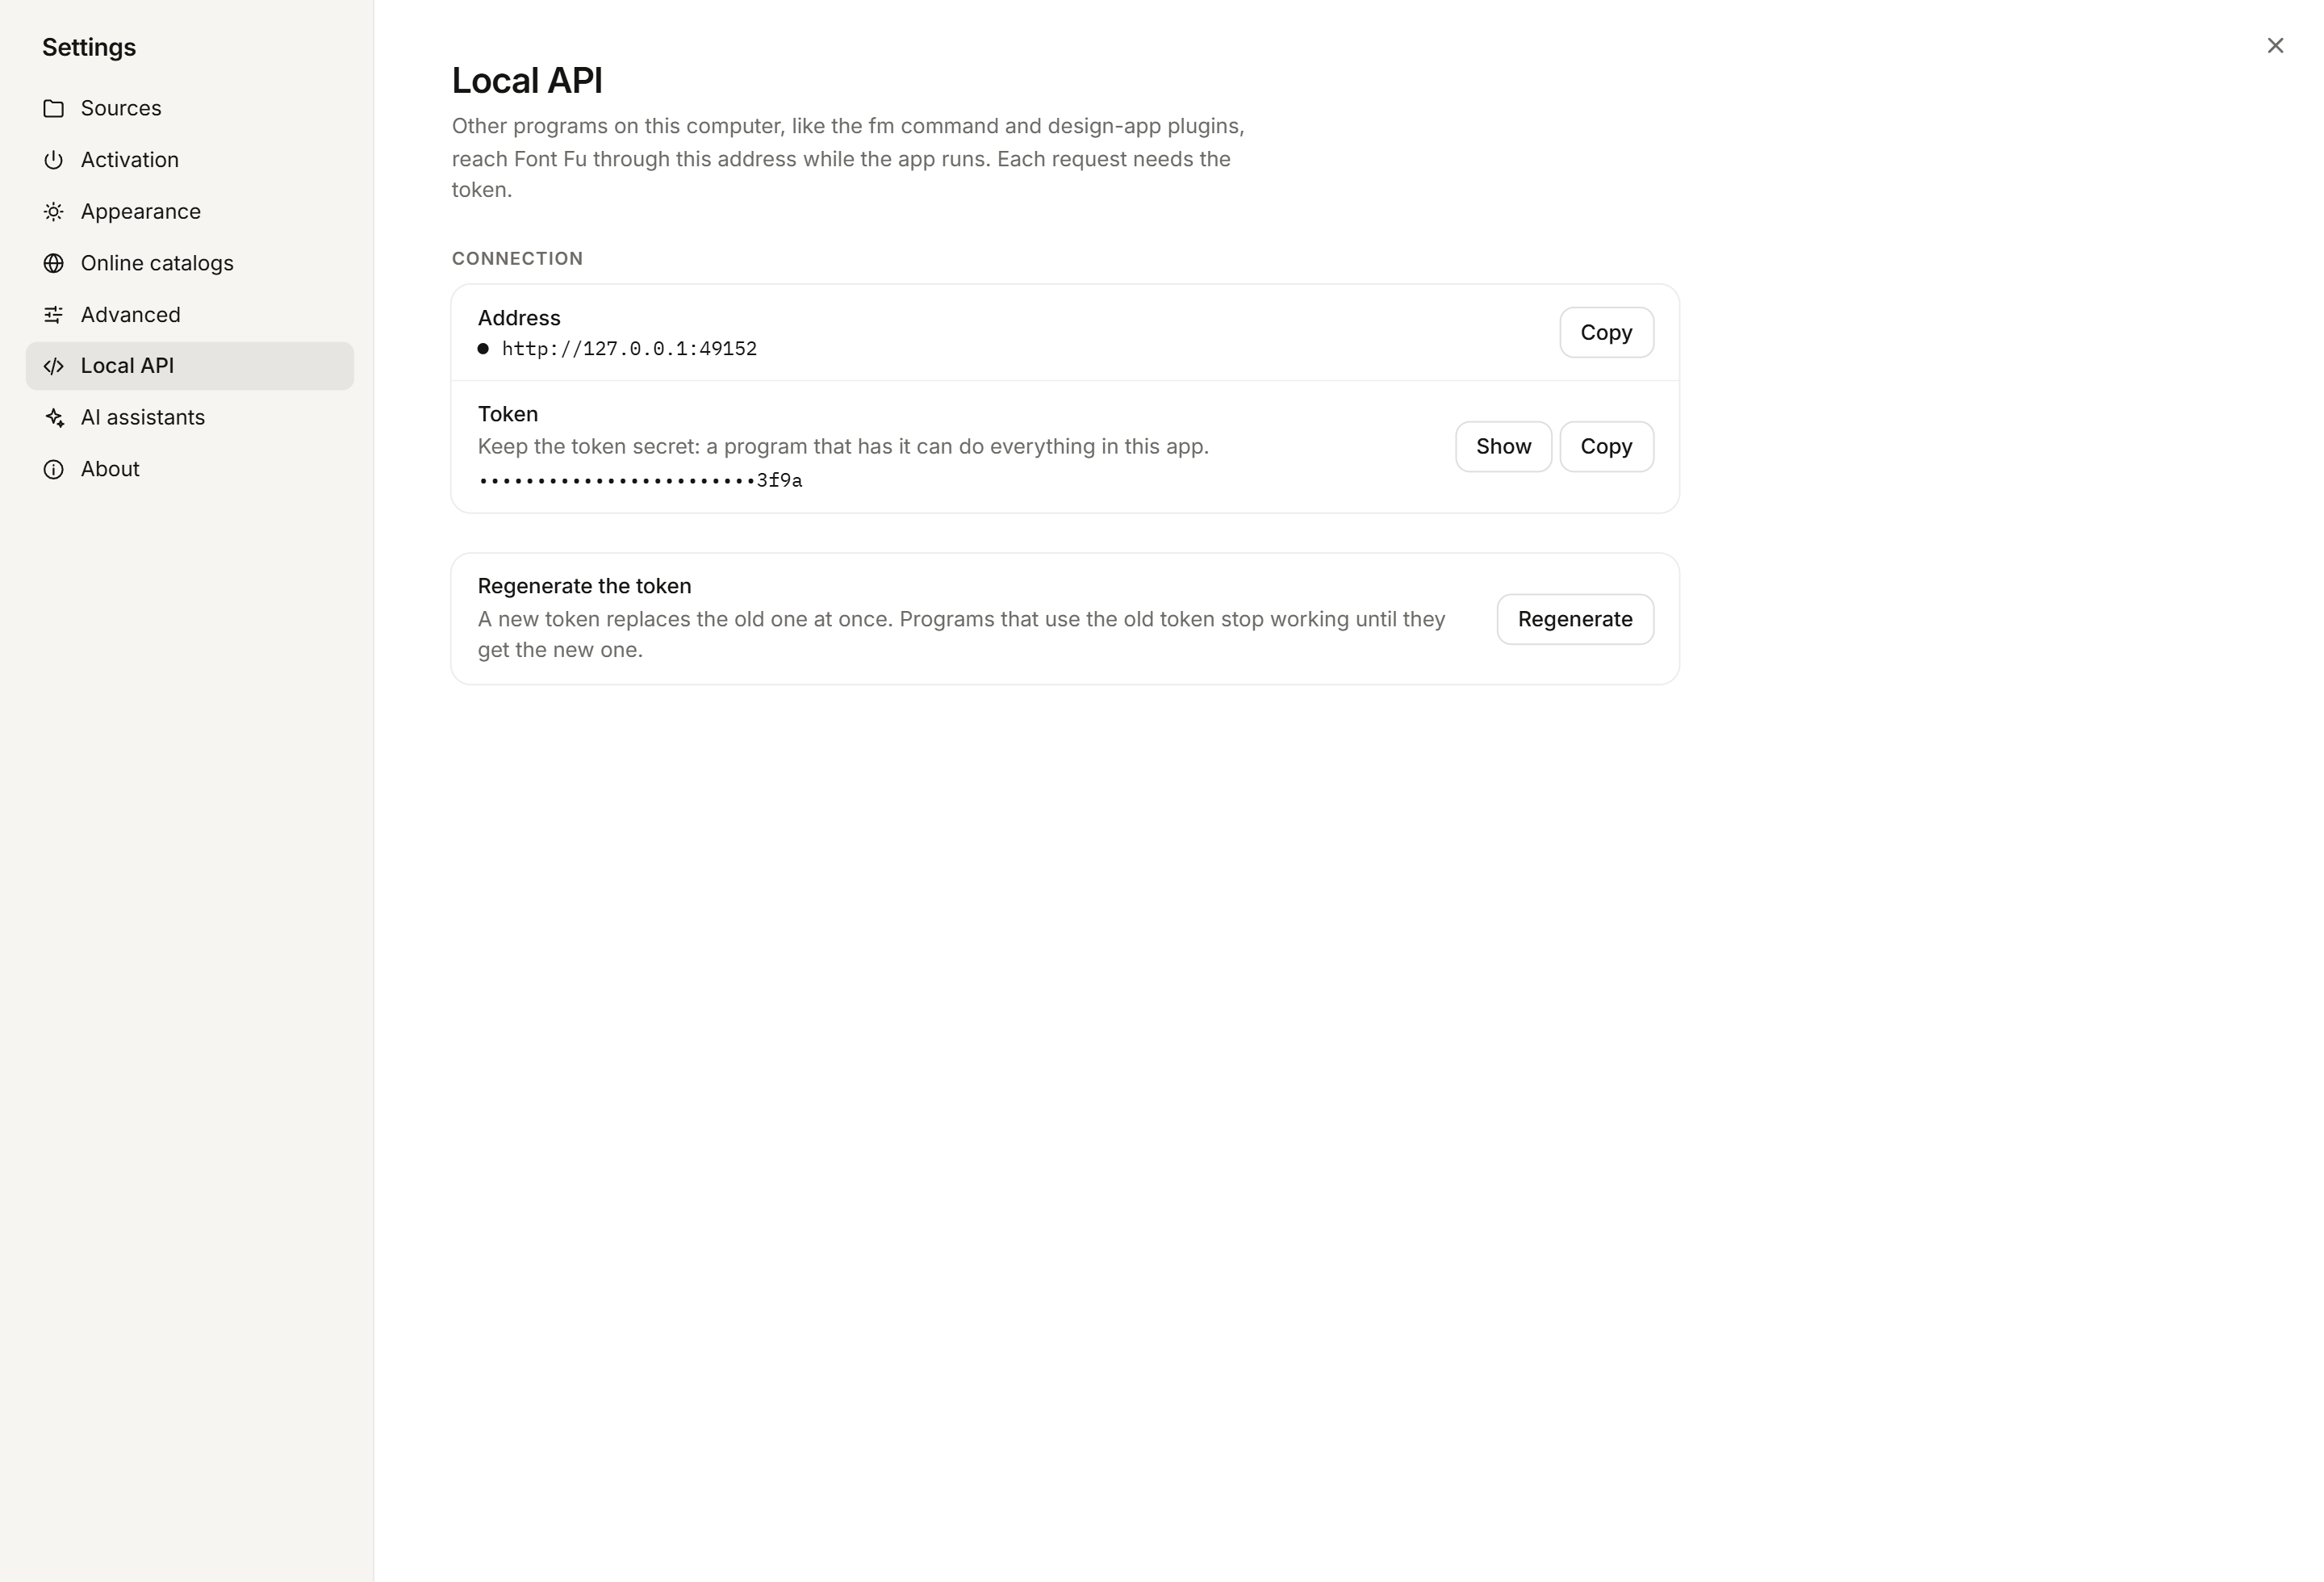 Settings
Sources
Activation
Appearance
Online catalogs
Advanced
Local API
AI assistants
About
Local API
Other programs on this computer, like the fm command and design-app plugins,
reach Font Fu through this address while the app runs. Each request needs the
token.
CONNECTION
Address
http://127.0.0.1:49152
Copy
Token
Keep the token secret: a program that has it can do everything in this app.
••••••••••••••••••••••••3f9a
Show
Copy
Regenerate the token
A new token replaces the old one at once. Programs that use the old token stop working until they
get the new one.
Regenerate